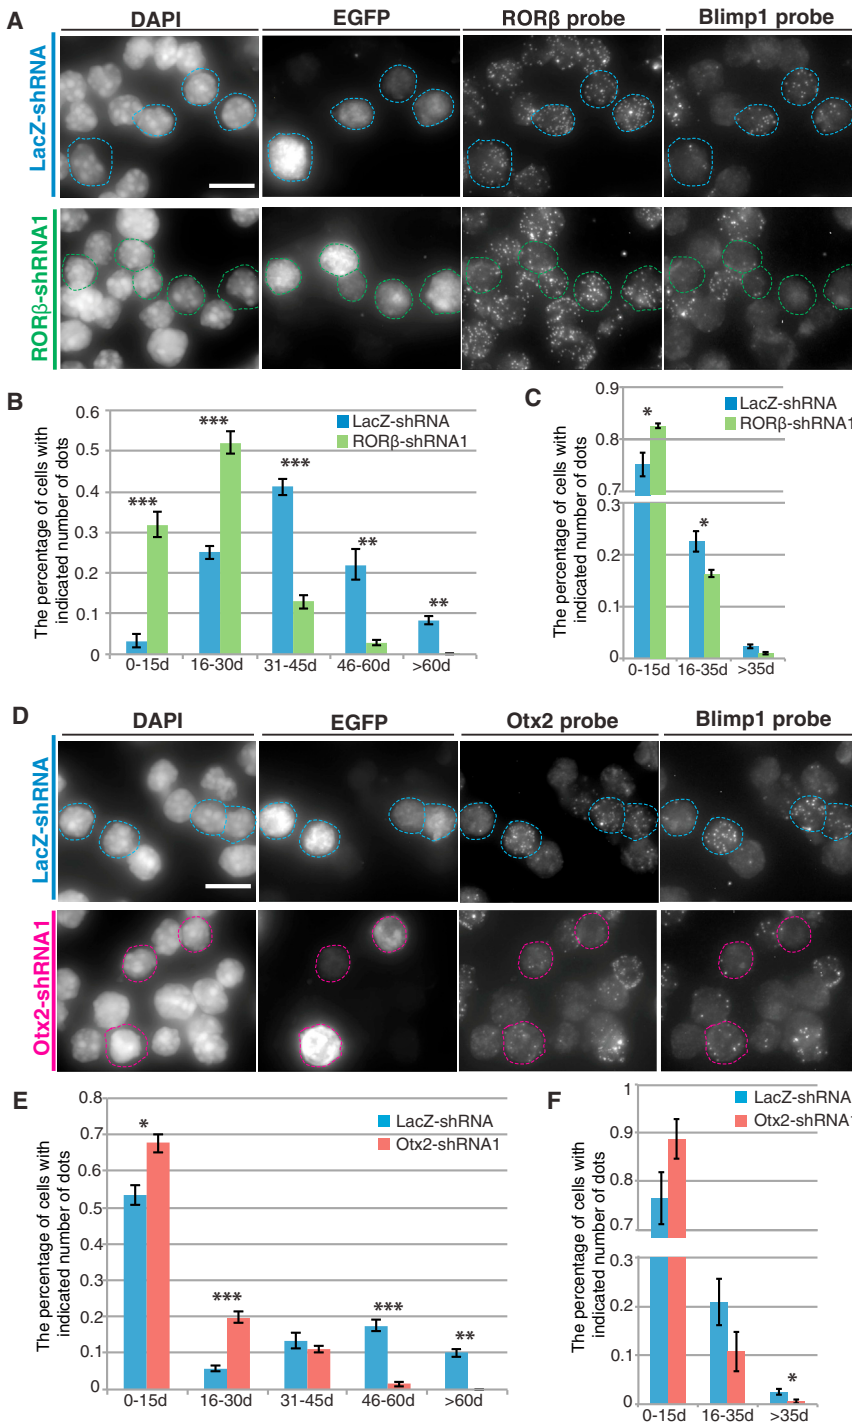 A
DAPI
EGFP
RORβ probe
Blimp1 probe
LacZ-shRNA
RORβ-shRNA1
B
The percentage of cells with
indicated number of dots
0.6
0.5
0.4
0.3
0.2
0.1
0
***
***
***
**
**
LacZ-shRNA
RORβ-shRNA1
0-15d
16-30d
31-45d
46-60d
>60d
C
The percentage of cells with
indicated number of dots
0.9
0.8
0.7
0.3
0.2
0.1
0
*
*
LacZ-shRNA
RORβ-shRNA1
0-15d
16-35d
>35d
D
DAPI
EGFP
Otx2 probe
Blimp1 probe
LacZ-shRNA
Otx2-shRNA1
E
The percentage of cells with
indicated number of dots
0.8
0.7
0.6
0.5
0.4
0.3
0.2
0.1
0
*
***
***
**
LacZ-shRNA
Otx2-shRNA1
0-15d
16-30d
31-45d
46-60d
>60d
F
The percentage of cells with
indicated number of dots
1
0.9
0.8
0.7
0.3
0.2
0.1
0
*
LacZ-shRNA
Otx2-shRNA1
0-15d
16-35d
>35d